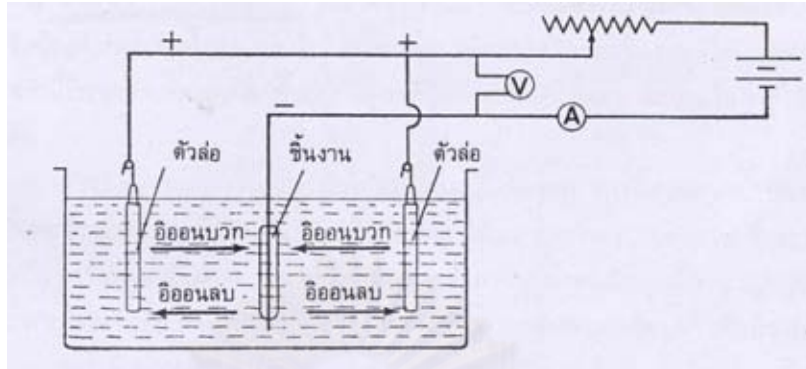 + +
V
−
A
ตัวล่อ ชิ้นงาน ตัวล่อ
อิออนบวก อิออนบวก
อิออนลบ อิออนลบ